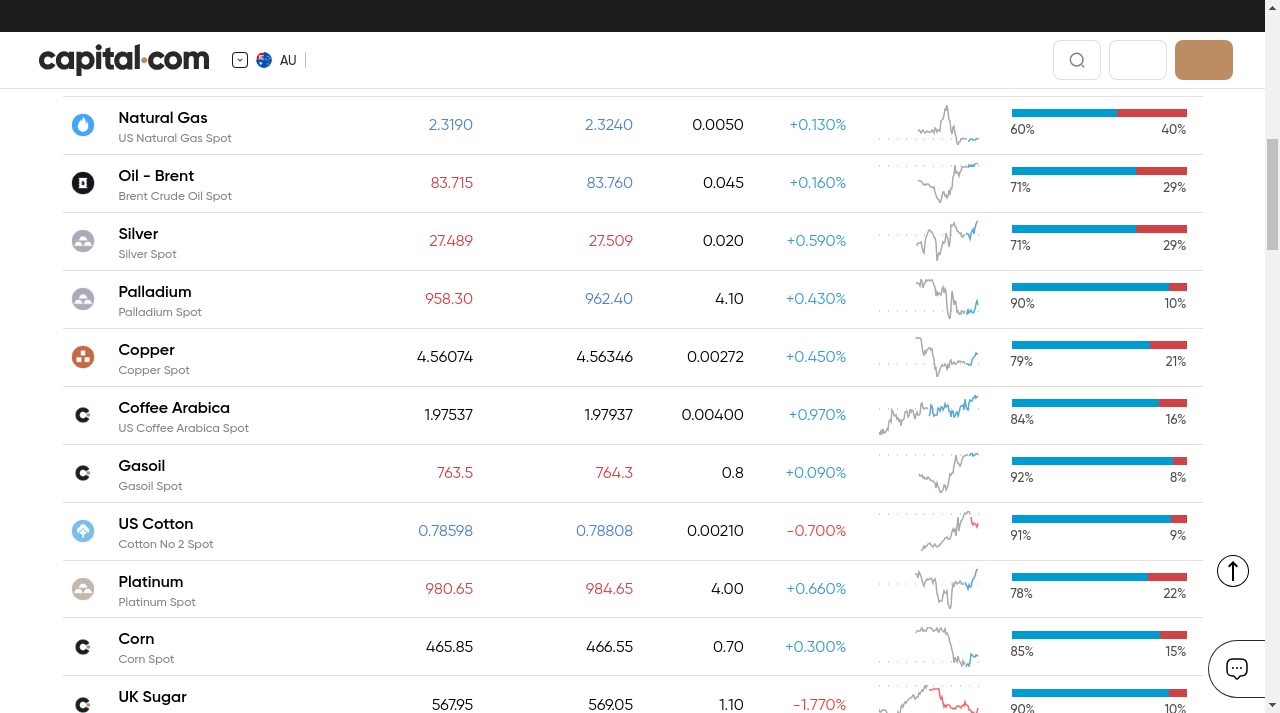 capital.com AU
Natural Gas 2.3190 2.3240 0.0050 +0.130% 60% 40%
US Natural Gas Spot
Oil - Brent 83.715 83.760 0.045 +0.160% 71% 29%
Brent Crude Oil Spot
Silver 27.489 27.509 0.020 +0.590% 71% 29%
Silver Spot
Palladium 958.30 962.40 4.10 +0.430% 90% 10%
Palladium Spot
Copper 4.56074 4.56346 0.00272 +0.450% 79% 21%
Copper Spot
Coffee Arabica 1.97537 1.97937 0.00400 +0.970% 84% 16%
US Coffee Arabica Spot
Gasoil 763.5 764.3 0.8 +0.090% 92% 8%
Gasoil Spot
US Cotton 0.78598 0.78808 0.00210 -0.700% 91% 9%
Cotton No 2 Spot
Platinum 980.65 984.65 4.00 +0.660% 78% 22%
Platinum Spot
Corn 465.85 466.55 0.70 +0.300% 85% 15%
Corn Spot
UK Sugar 567.95 569.05 1.10 -1.770% 90% 10%